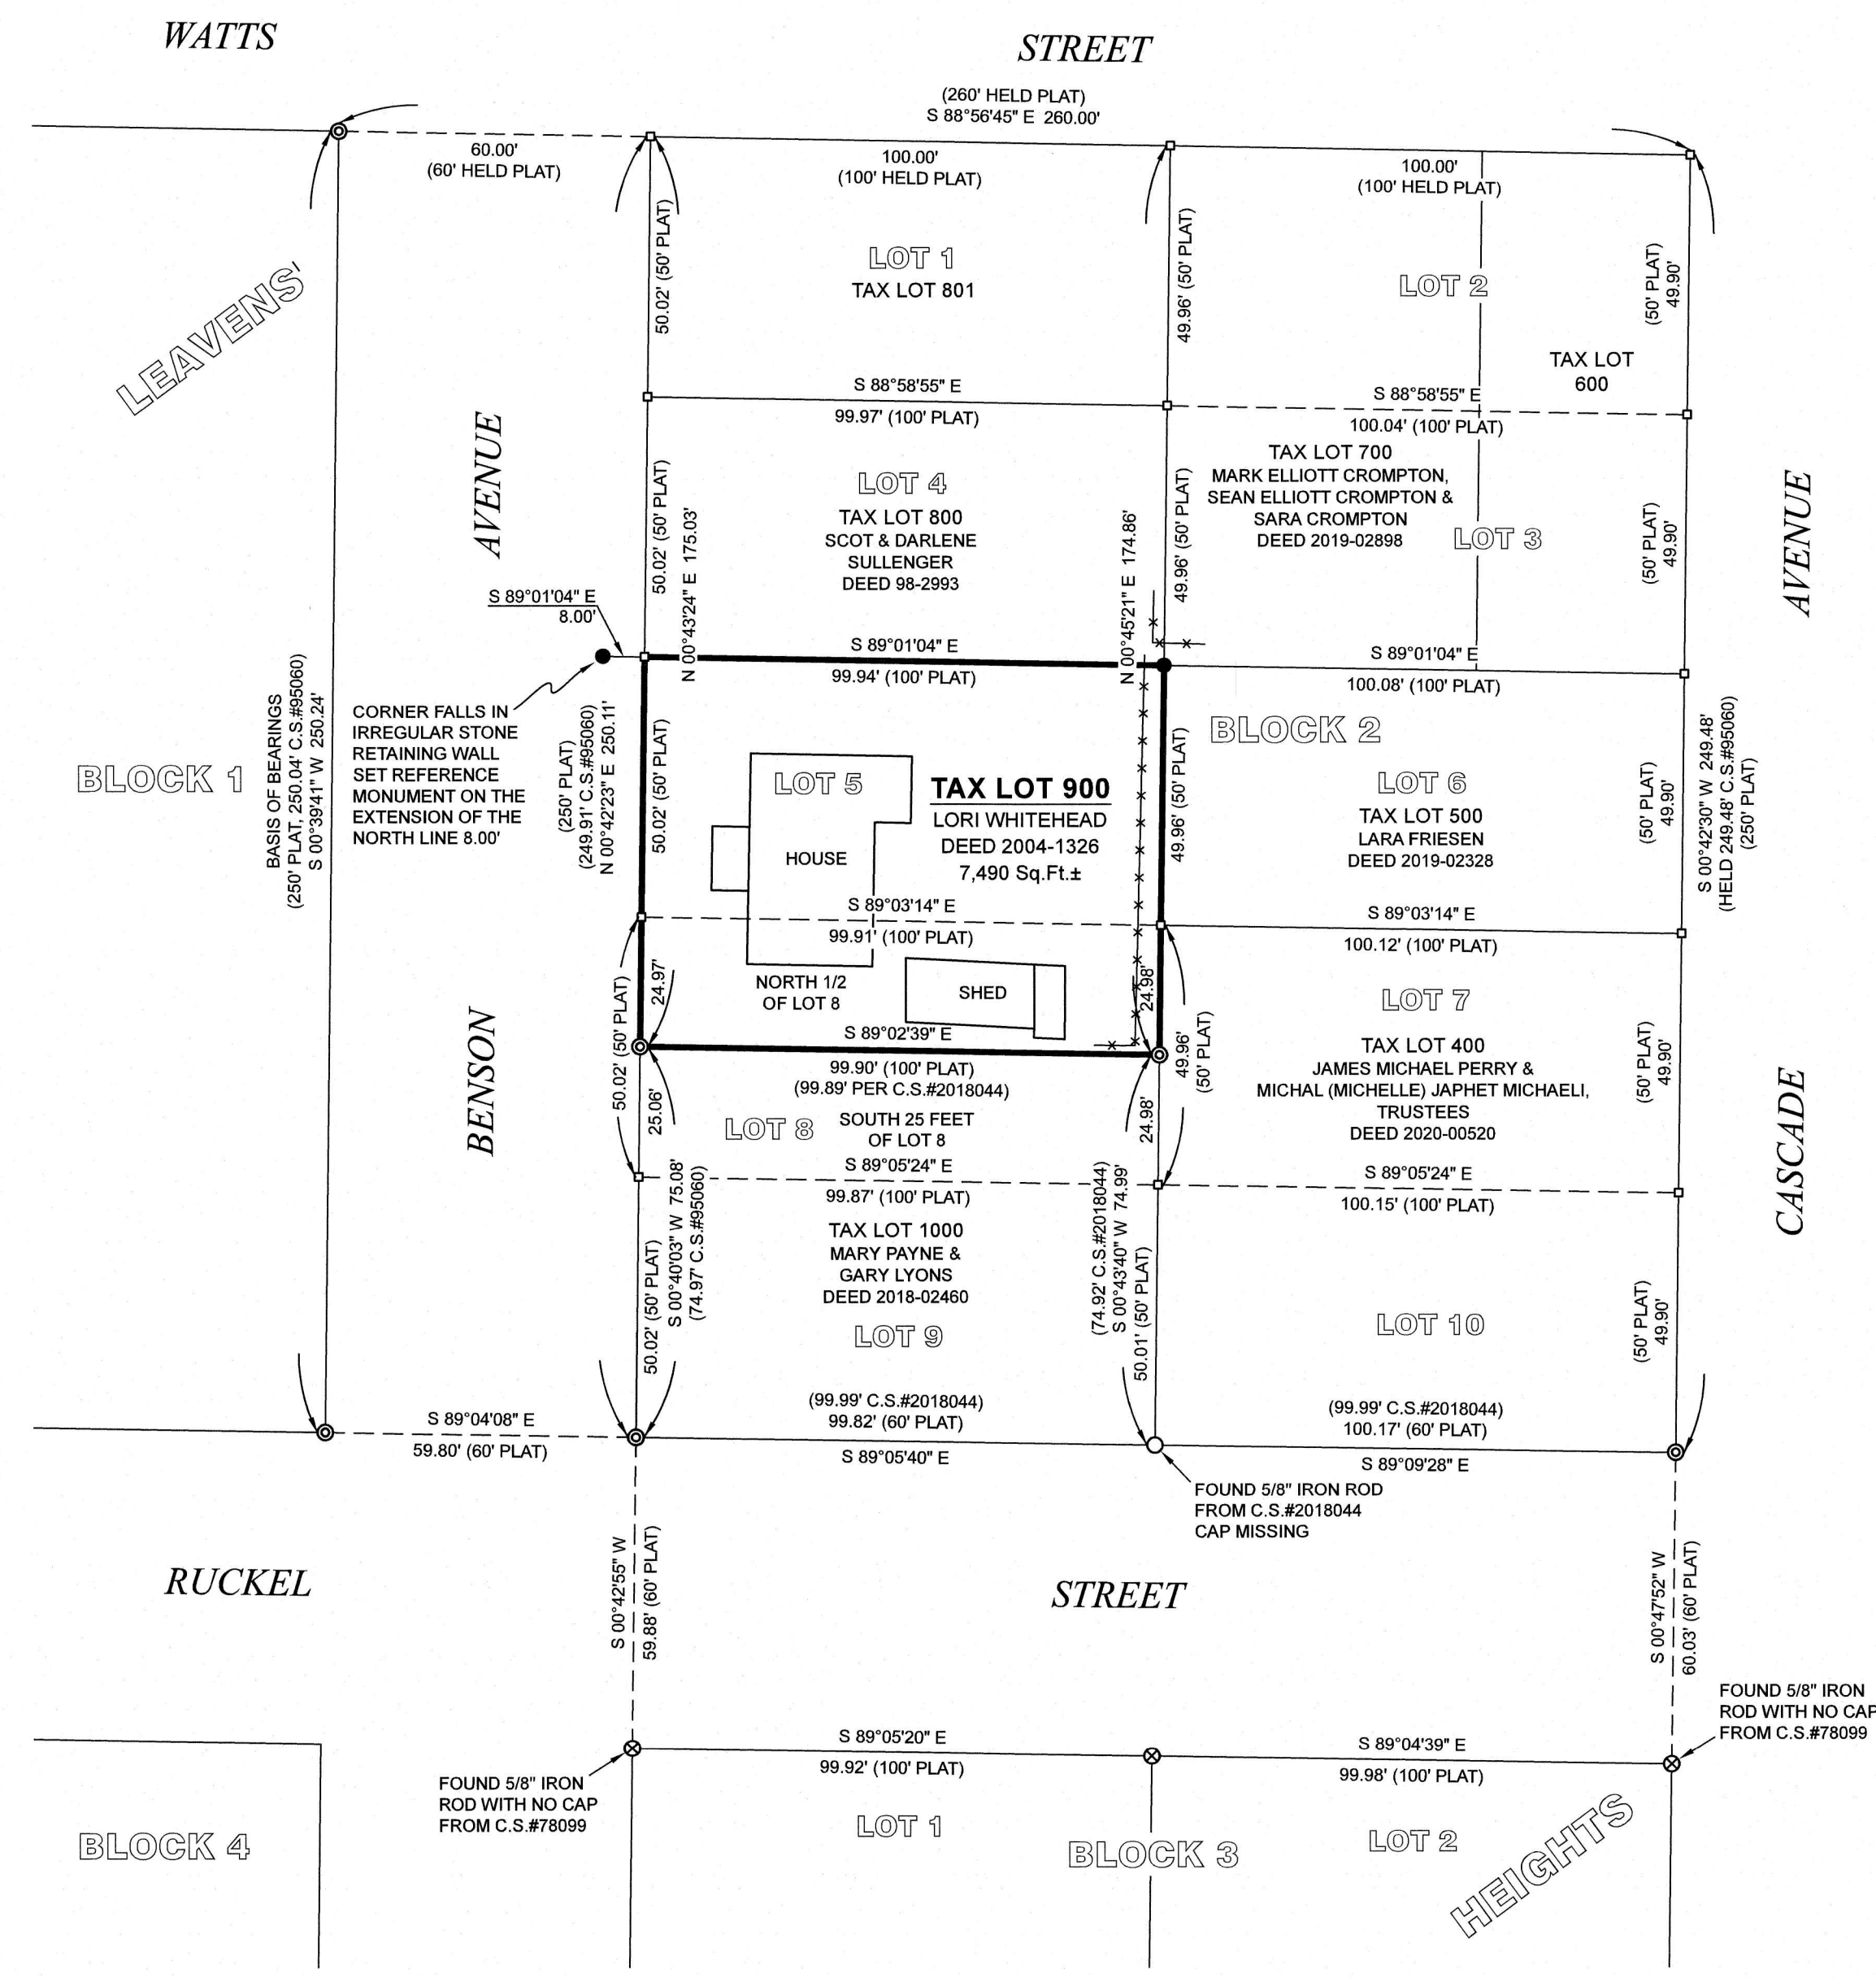 WATTS
STREET
(260' HELD PLAT)
S 88°56'45" E 260.00'
60.00'
(60' HELD PLAT)
100.00'
(100' HELD PLAT)
100.00'
(100' HELD PLAT)
LEAVENS'
50.02' (50' PLAT)
LOT 1
TAX LOT 801
49.96' (50' PLAT)
LOT 2
(50' PLAT)
49.90'
TAX LOT
600
S 88°58'55" E
99.97' (100' PLAT)
S 88°58'55" E
100.04' (100' PLAT)
AVENUE
50.02' (50' PLAT)
N 00°43'24" E 175.03'
LOT 4
TAX LOT 800
SCOT & DARLENE
SULLENGER
DEED 98-2993
N 00°45'21" E 174.86'
49.96' (50' PLAT)
TAX LOT 700
MARK ELLIOTT CROMPTON,
SEAN ELLIOTT CROMPTON &
SARA CROMPTON
DEED 2019-02898
LOT 3
(50' PLAT)
49.90'
AVENUE
S 89°01'04" E
8.00'
S 89°01'04" E
99.94' (100' PLAT)
S 89°01'04" E
100.08' (100' PLAT)
BLOCK 1
BASIS OF BEARINGS
(250' PLAT, 250.04' C.S.#95060)
S 00°39'41" W 250.24'
CORNER FALLS IN
IRREGULAR STONE
RETAINING WALL
SET REFERENCE
MONUMENT ON THE
EXTENSION OF THE
NORTH LINE 8.00'
(250' PLAT)
(249.91' C.S.#95060)
N 00°42'23" E 250.11'
50.02' (50' PLAT)
LOT 5
HOUSE
TAX LOT 900
LORI WHITEHEAD
DEED 2004-1326
7,490 Sq.Ft.±
49.96' (50' PLAT)
BLOCK 2
LOT 6
TAX LOT 500
LARA FRIESEN
DEED 2019-02328
(50' PLAT)
49.90'
S 00°42'30" W 249.48'
(HELD 249.48' C.S.#95060)
(250' PLAT)
S 89°03'14" E
99.91' (100' PLAT)
S 89°03'14" E
100.12' (100' PLAT)
BENSON
50.02' (50' PLAT)
24.97'
NORTH 1/2
OF LOT 8
SHED
24.98'
S 89°02'39" E
99.90' (100' PLAT)
(99.89' PER C.S.#2018044)
49.96'
(50' PLAT)
LOT 7
TAX LOT 400
JAMES MICHAEL PERRY &
MICHAL (MICHELLE) JAPHET MICHAELI,
TRUSTEES
DEED 2020-00520
(50' PLAT)
49.90'
CASCADE
25.06'
LOT 8
SOUTH 25 FEET
OF LOT 8
24.98'
S 89°05'24" E
99.87' (100' PLAT)
S 89°05'24" E
100.15' (100' PLAT)
50.02' (50' PLAT)
S 00°40'03" W 75.08'
(74.97' C.S.#95060)
TAX LOT 1000
MARY PAYNE &
GARY LYONS
DEED 2018-02460
LOT 9
(74.92' C.S.#2018044)
S 00°43'40" W 74.99'
50.01' (50' PLAT)
LOT 10
(50' PLAT)
49.90'
S 89°04'08" E
59.80' (60' PLAT)
(99.99' C.S.#2018044)
99.82' (60' PLAT)
S 89°05'40" E
(99.99' C.S.#2018044)
100.17' (60' PLAT)
S 89°09'28" E
FOUND 5/8" IRON ROD
FROM C.S.#2018044
CAP MISSING
RUCKEL
S 00°42'55" W
59.88' (60' PLAT)
STREET
S 00°47'52" W
60.03' (60' PLAT)
FOUND 5/8" IRON
ROD WITH NO CAP
FROM C.S.#78099
S 89°05'20" E
99.92' (100' PLAT)
S 89°04'39" E
99.98' (100' PLAT)
FOUND 5/8" IRON
ROD WITH NO CAP
FROM C.S.#78099
BLOCK 4
LOT 1
BLOCK 3
LOT 2
HEIGHTS